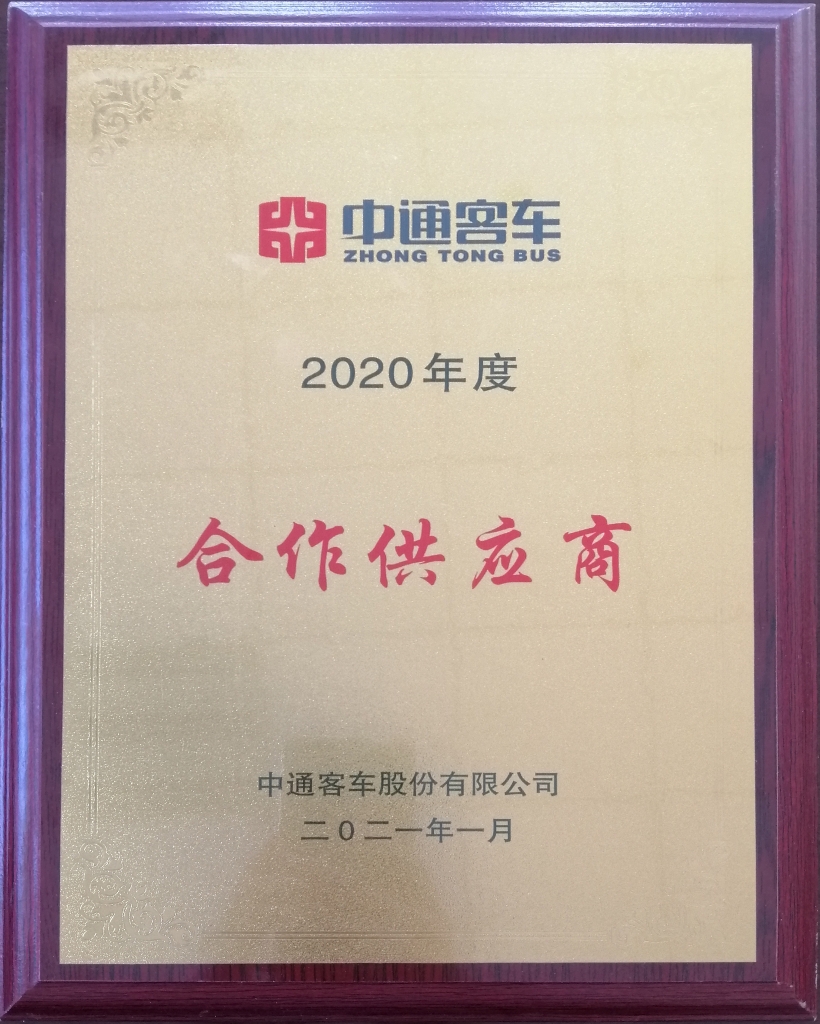 中通客车
ZHONG TONG BUS
2020年度
合作供应商
中通客车股份有限公司
二0二一年一月